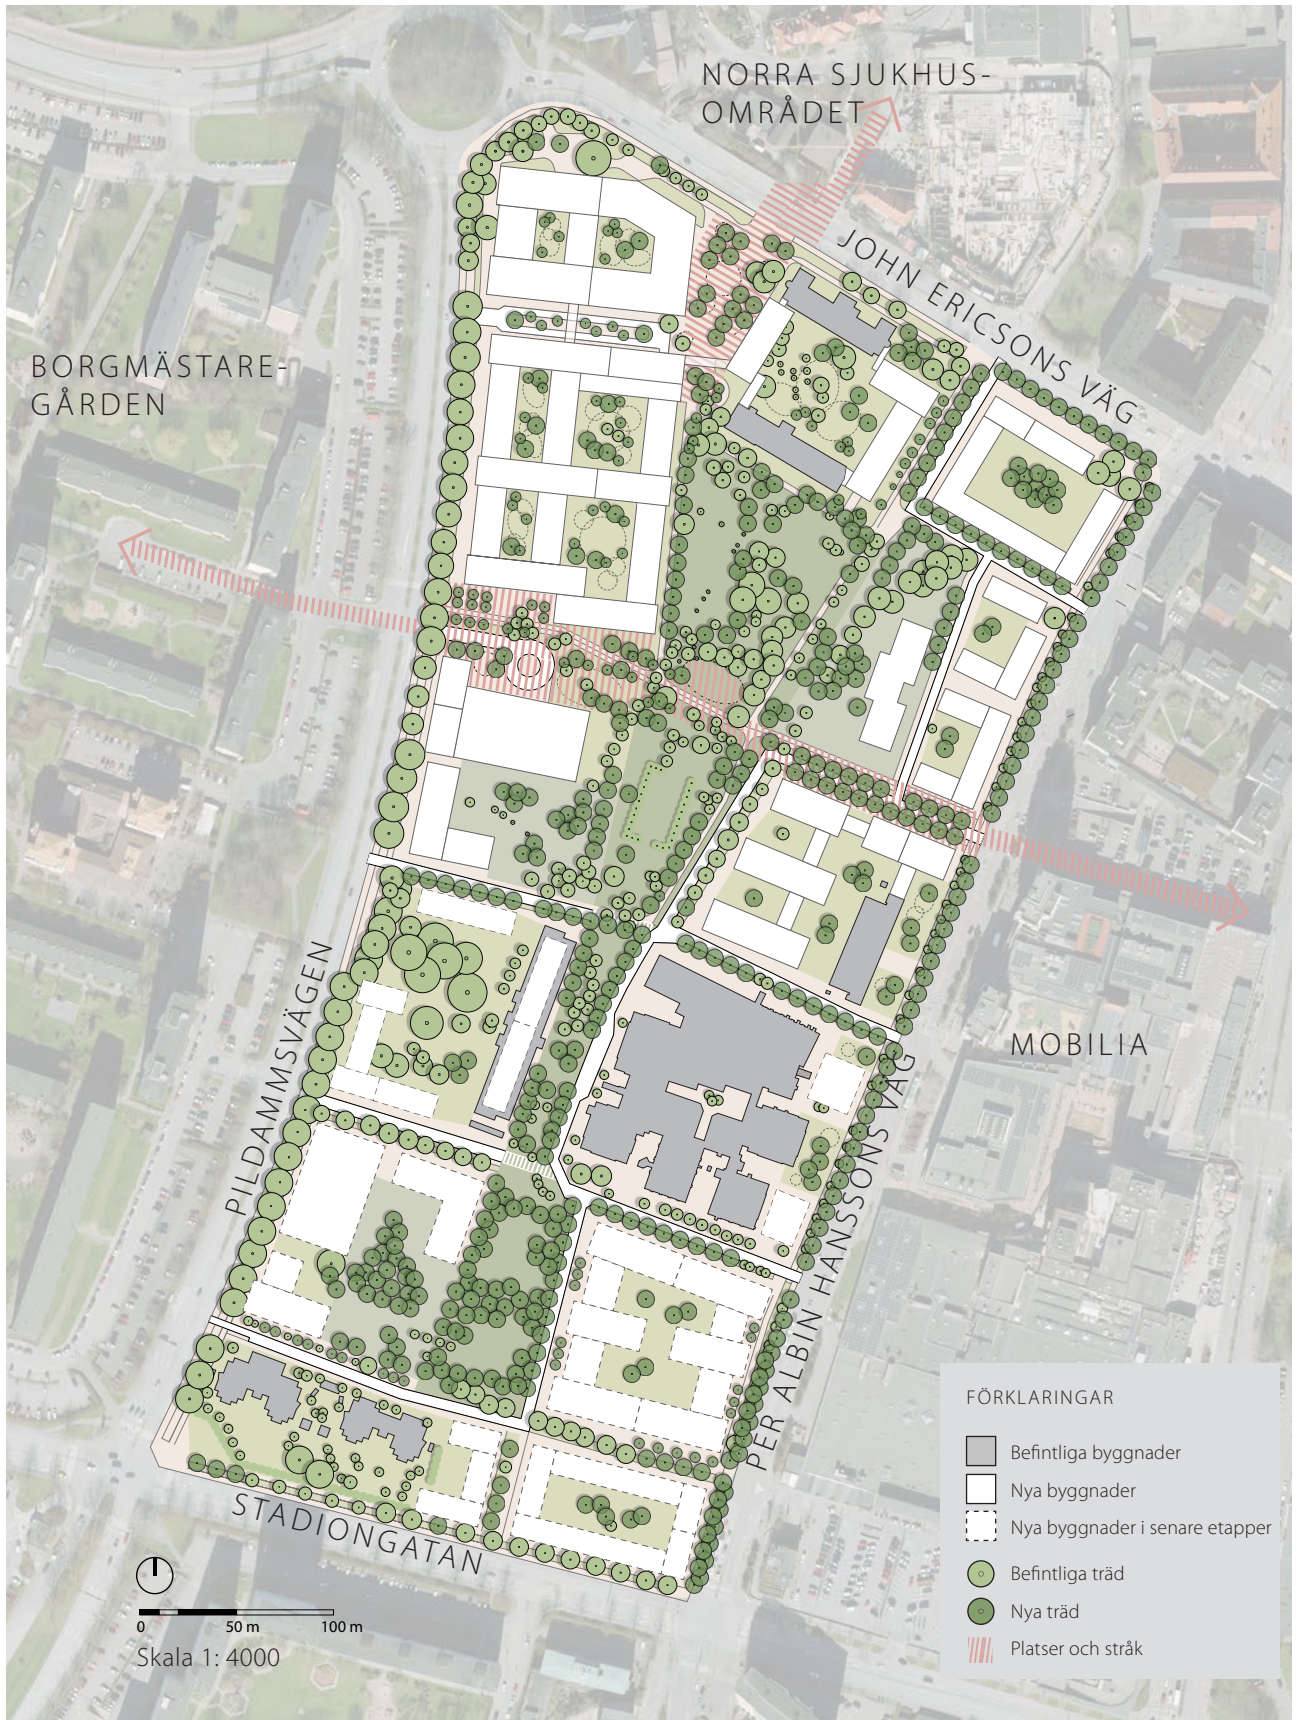 NORRA SJUKHUS-
OMRÅDET
JOHN ERICSONS VÄG
BORGMÄSTARE-
GÅRDEN
PILDAMMSVÄGEN
MOBILIA
PER ALBIN HANSSONS VÄG
STADIONGATAN
0 50 m 100 m
Skala 1: 4000
FÖRKLARINGAR
Befintliga byggnader
Nya byggnader
Nya byggnader i senare etapper
Befintliga träd
Nya träd
Platser och stråk